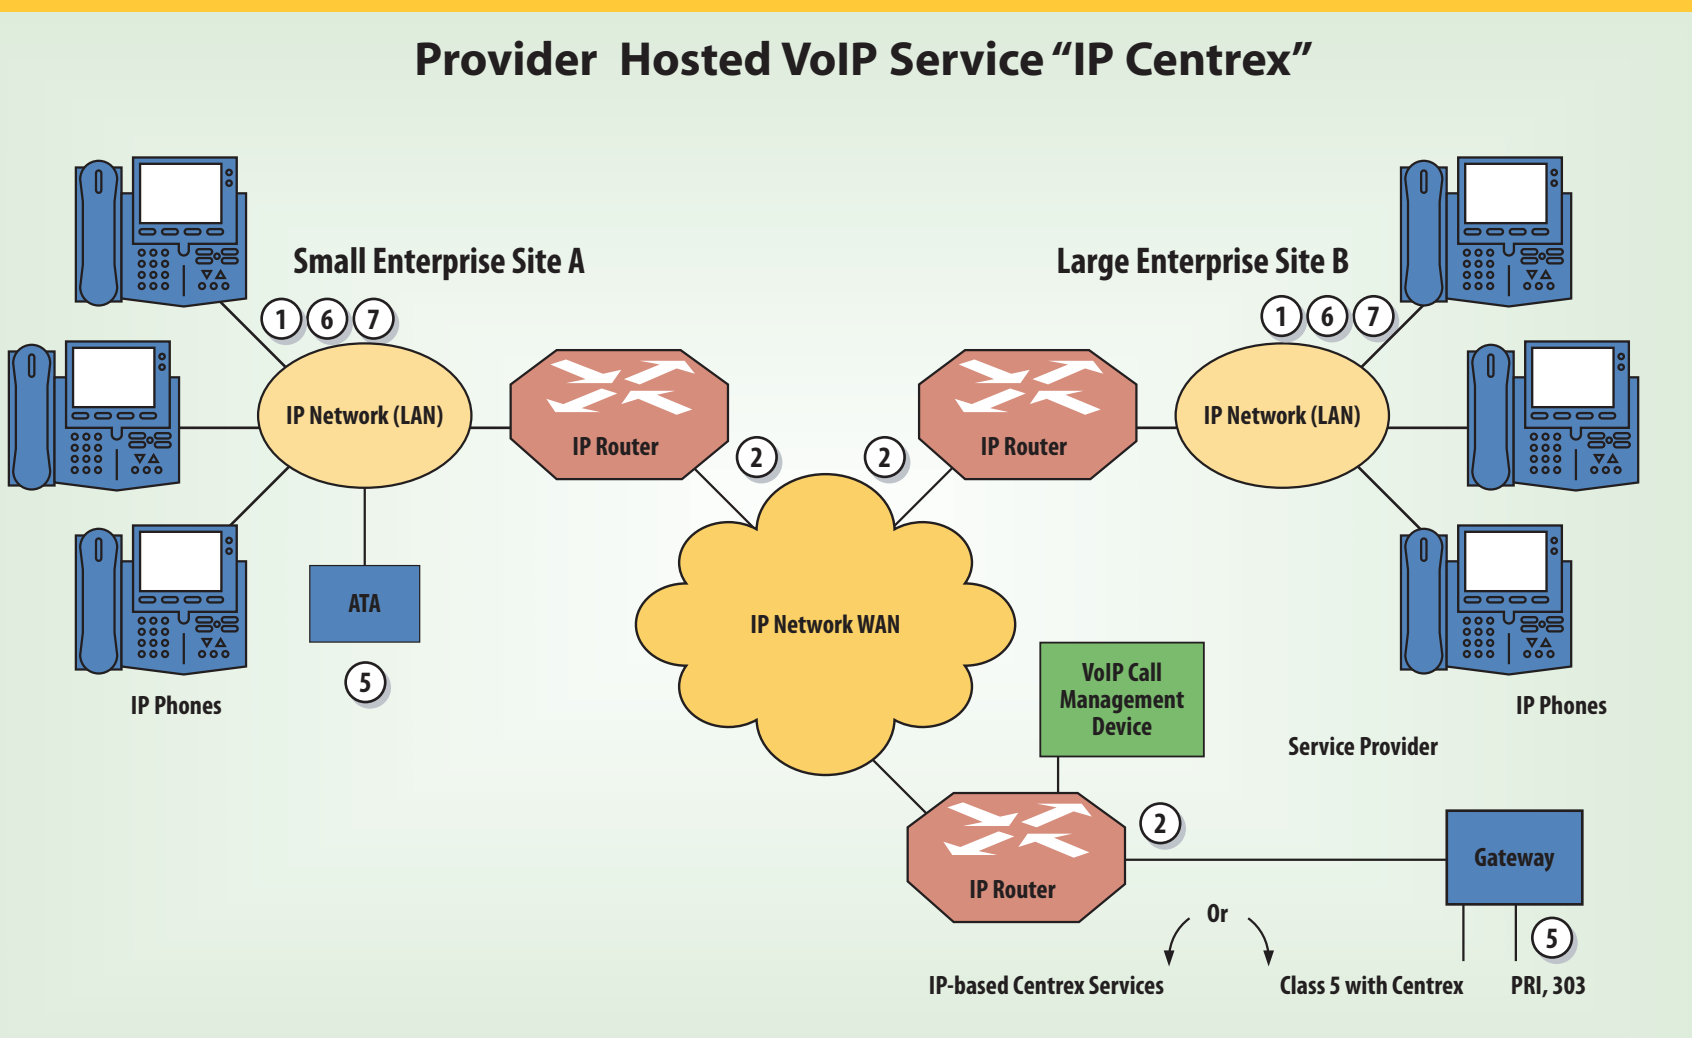 Provider Hosted VoIP Service “IP Centrex”
Small Enterprise Site A
Large Enterprise Site B
1 6 7
1 6 7
IP Network (LAN)
IP Router
2
2
IP Router
IP Network (LAN)
ATA
5
IP Phones
IP Network WAN
VoIP Call
Management
Device
IP Phones
Service Provider
2
IP Router
Gateway
Or
5
IP-based Centrex Services
Class 5 with Centrex
PRI, 303